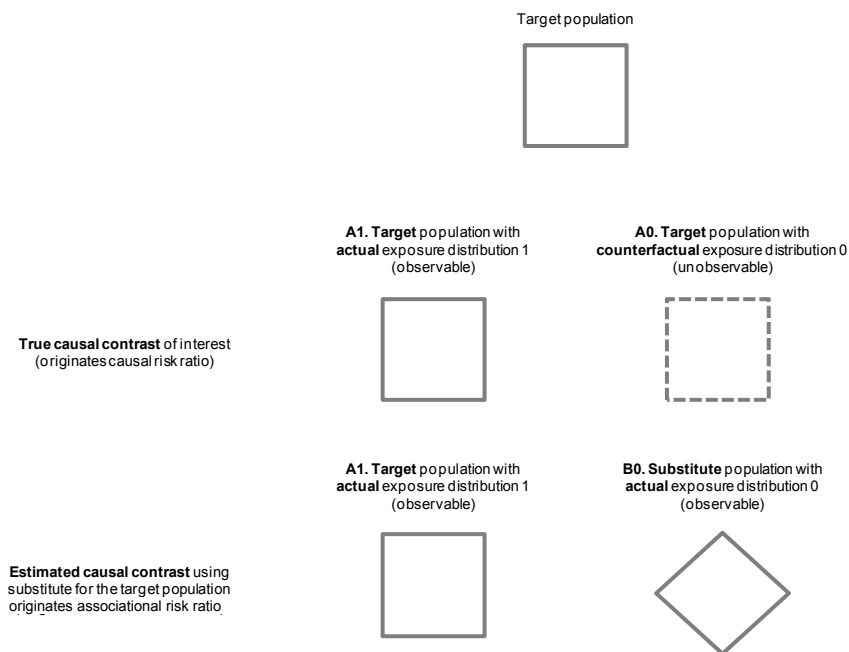 Target population
A1. Target population with
actual exposure distribution 1
(observable)
A0. Target population with
counterfactual exposure distribution 0
(unobservable)
True causal contrast of interest
(originates causal risk ratio)
A1. Target population with
actual exposure distribution 1
(observable)
B0. Substitute population with
actual exposure distribution 0
(observable)
Estimated causal contrast using
substitute for the target population
originates associational risk ratio